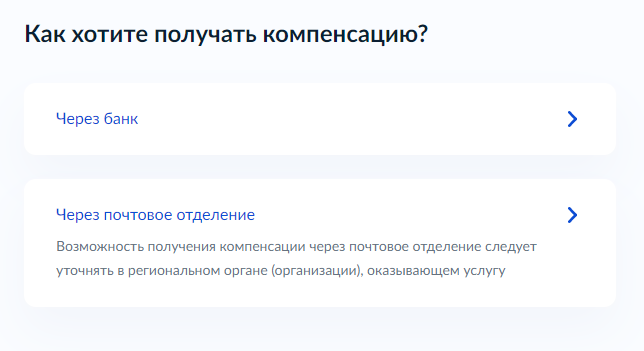 Как хотите получать компенсацию?
Через банк
Через почтовое отделение
Возможность получения компенсации через почтовое отделение следует
уточнять в региональном органе (организации), оказывающем услугу